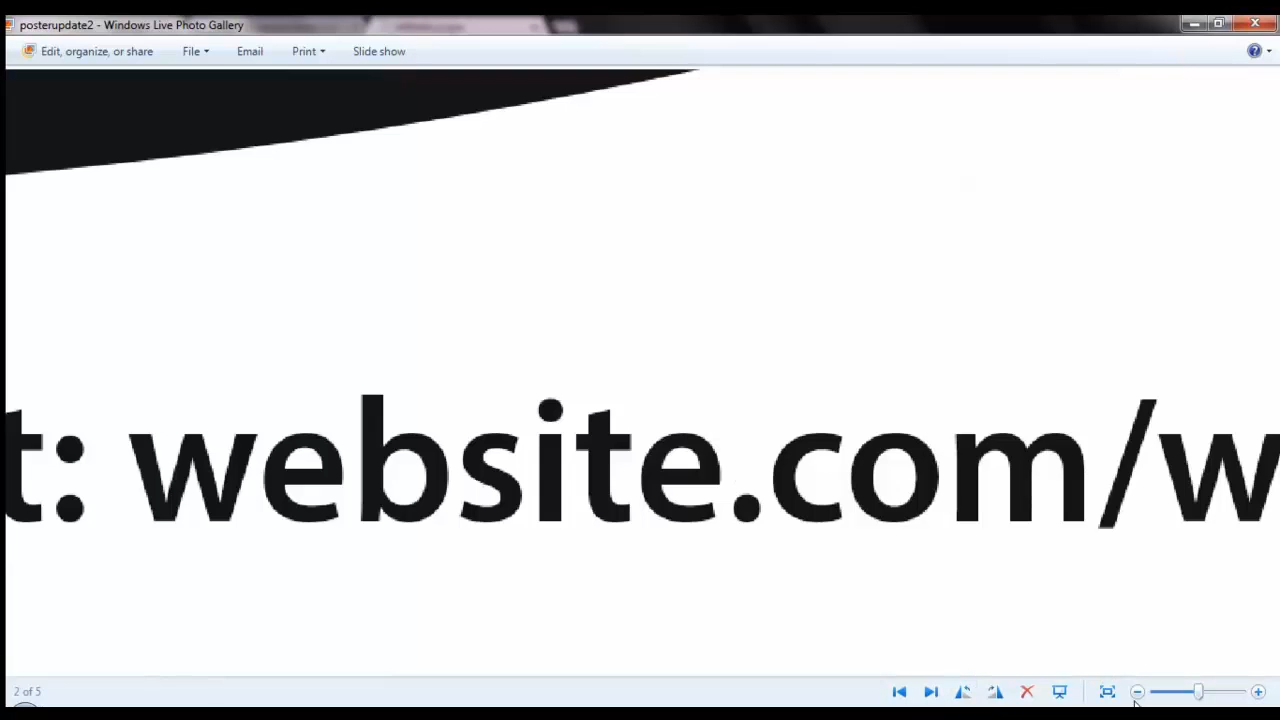 posterupdate2 - Windows Live Photo Gallery
Edit, organize, or share File Email Print Slide show
t: website.com/w
2 of 5